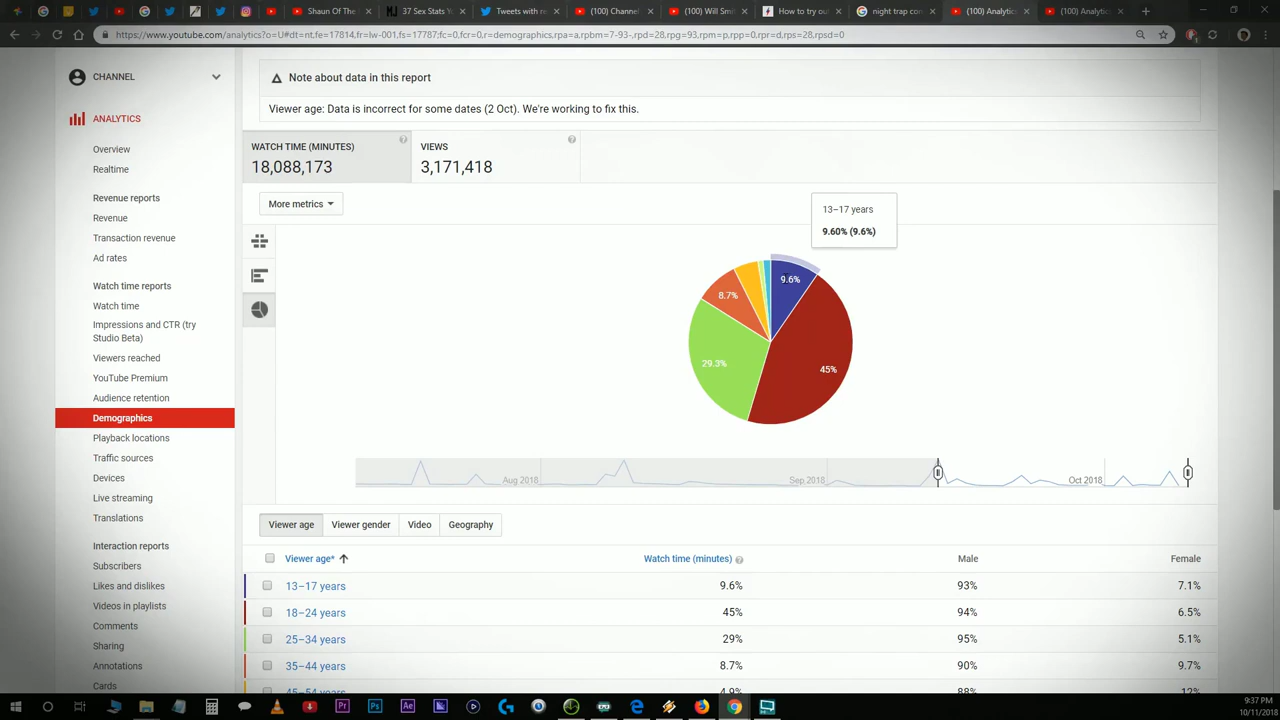 Shaun Of The
37 Sex Stats Yo
Tweets with re
(100) Channel
(100) Will Smi
How to try out
night trap con
(100) Analytic
(100) Analytic
https://www.youtube.com/analytics?o=U#dt=nt,fe=17814,fr=lw-001,fs=17787;fc=0,fcr=0,r=demographics,rpa=a,rpbm=7-93-,rpd=28,rpg=93,rpm=p,rpp=0,rpr=d,rps=28,rpsd=0
CHANNEL
ANALYTICS
Overview
Realtime
Revenue reports
Revenue
Transaction revenue
Ad rates
Watch time reports
Watch time
Impressions and CTR (try
Studio Beta)
Viewers reached
YouTube Premium
Audience retention
Demographics
Playback locations
Traffic sources
Devices
Live streaming
Translations
Interaction reports
Subscribers
Likes and dislikes
Videos in playlists
Comments
Sharing
Annotations
Cards
Note about data in this report
Viewer age: Data is incorrect for some dates (2 Oct). We're working to fix this.
WATCH TIME (MINUTES)
18,088,173
VIEWS
3,171,418
More metrics
13–17 years
9.60% (9.6%)
9.6%
8.7%
29.3%
45%
Aug 2018
Sep 2018
Oct 2018
Viewer age
Viewer gender
Video
Geography
Viewer age*
Watch time (minutes)
Male
Female
13–17 years 9.6% 93% 7.1%
18–24 years 45% 94% 6.5%
25–34 years 29% 95% 5.1%
35–44 years 8.7% 90% 9.7%
45–54 years 4.9% 88% 12%
9:37 PM
10/11/2018